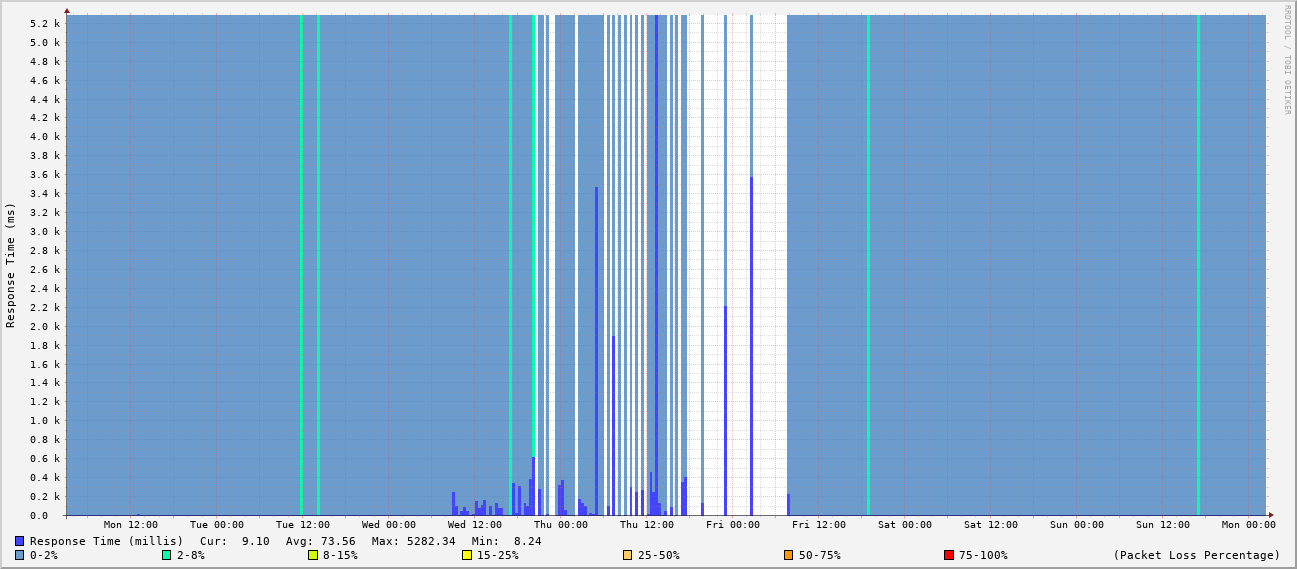 RRDTOOL / TOBI OETIKER
Response Time (ms)
5.2 k
5.0 k
4.8 k
4.6 k
4.4 k
4.2 k
4.0 k
3.8 k
3.6 k
3.4 k
3.2 k
3.0 k
2.8 k
2.6 k
2.4 k
2.2 k
2.0 k
1.8 k
1.6 k
1.4 k
1.2 k
1.0 k
0.8 k
0.6 k
0.4 k
0.2 k
0.0
Mon 12:00 Tue 00:00 Tue 12:00 Wed 00:00 Wed 12:00 Thu 00:00 Thu 12:00 Fri 00:00 Fri 12:00 Sat 00:00 Sat 12:00 Sun 00:00 Sun 12:00 Mon 00:00
Response Time (millis) Cur: 9.10 Avg: 73.56 Max: 5282.34 Min: 8.24
0-2% 2-8% 8-15% 15-25% 25-50% 50-75% 75-100% (Packet Loss Percentage)